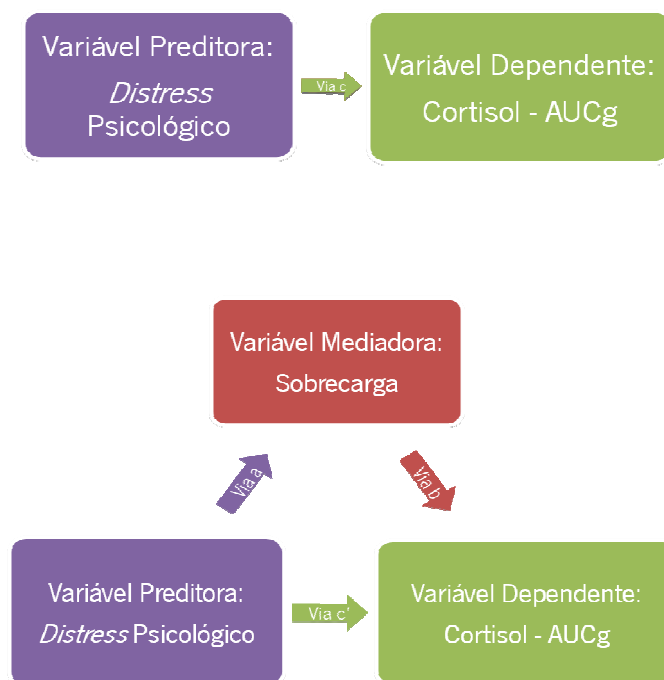 Variável Preditora:
Distress
Psicológico
Via c
Variável Dependente:
Cortisol - AUCg
Variável Mediadora:
Sobrecarga
Via a
Via b
Variável Preditora:
Distress Psicológico
Via c'
Variável Dependente:
Cortisol - AUCg